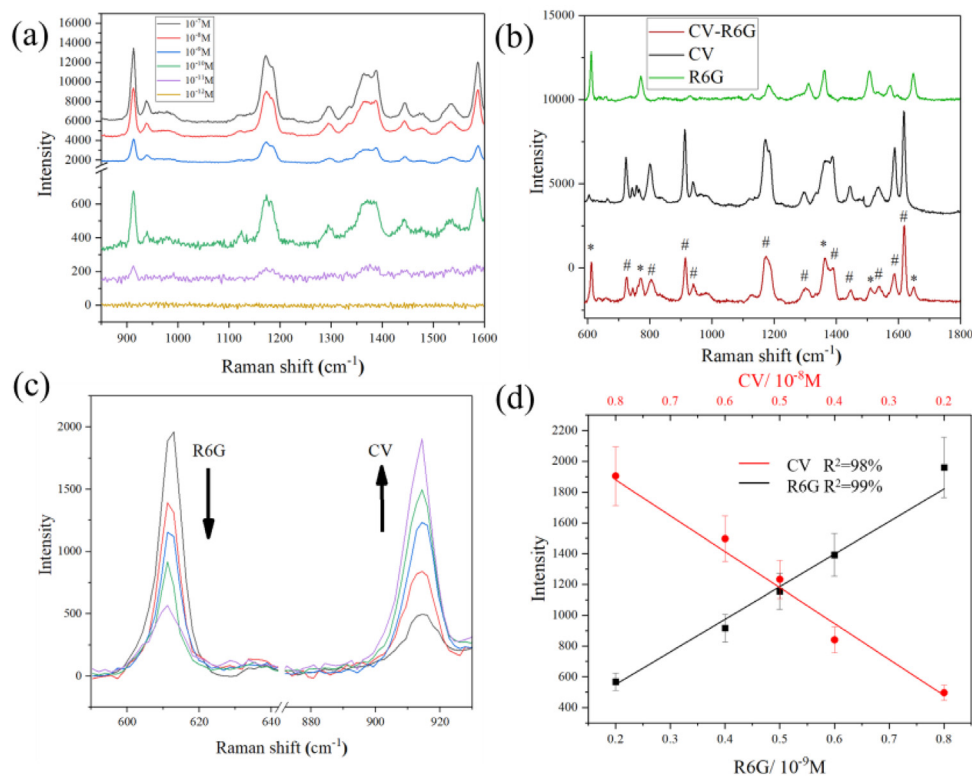 (a)
10⁻⁷M
10⁻⁸M
10⁻⁹M
10⁻¹⁰M
10⁻¹¹M
10⁻¹²M
16000
14000
12000
10000
8000
6000
4000
2000
600
400
200
0
Intensity
900 1000 1100 1200 1300 1400 1500 1600
Raman shift (cm⁻¹)
(b)
CV-R6G
CV
R6G
10000
5000
0
Intensity
* # * # # # # # * # # * # # # *
600 800 1000 1200 1400 1600 1800
Raman shift (cm⁻¹)
(c)
R6G
CV
2000
1500
1000
500
0
Intensity
600 620 640 880 900 920
Raman shift (cm⁻¹)
(d)
CV/ 10⁻⁸M
0.8 0.7 0.6 0.5 0.4 0.3 0.2
CV R²=98%
R6G R²=99%
2200
2000
1800
1600
1400
1200
1000
800
600
400
Intensity
0.2 0.3 0.4 0.5 0.6 0.7 0.8
R6G/ 10⁻⁹M